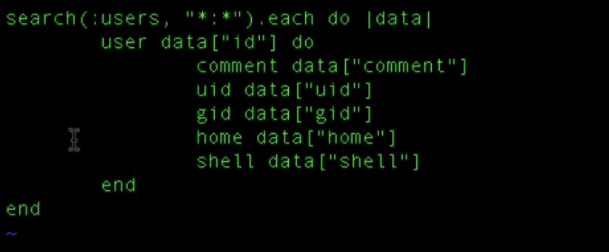 search(:users, "*:*").each do |data|
        user data["id"] do
                comment data["comment"]
                uid data["uid"]
                gid data["gid"]
                home data["home"]
                shell data["shell"]
        end
end
~